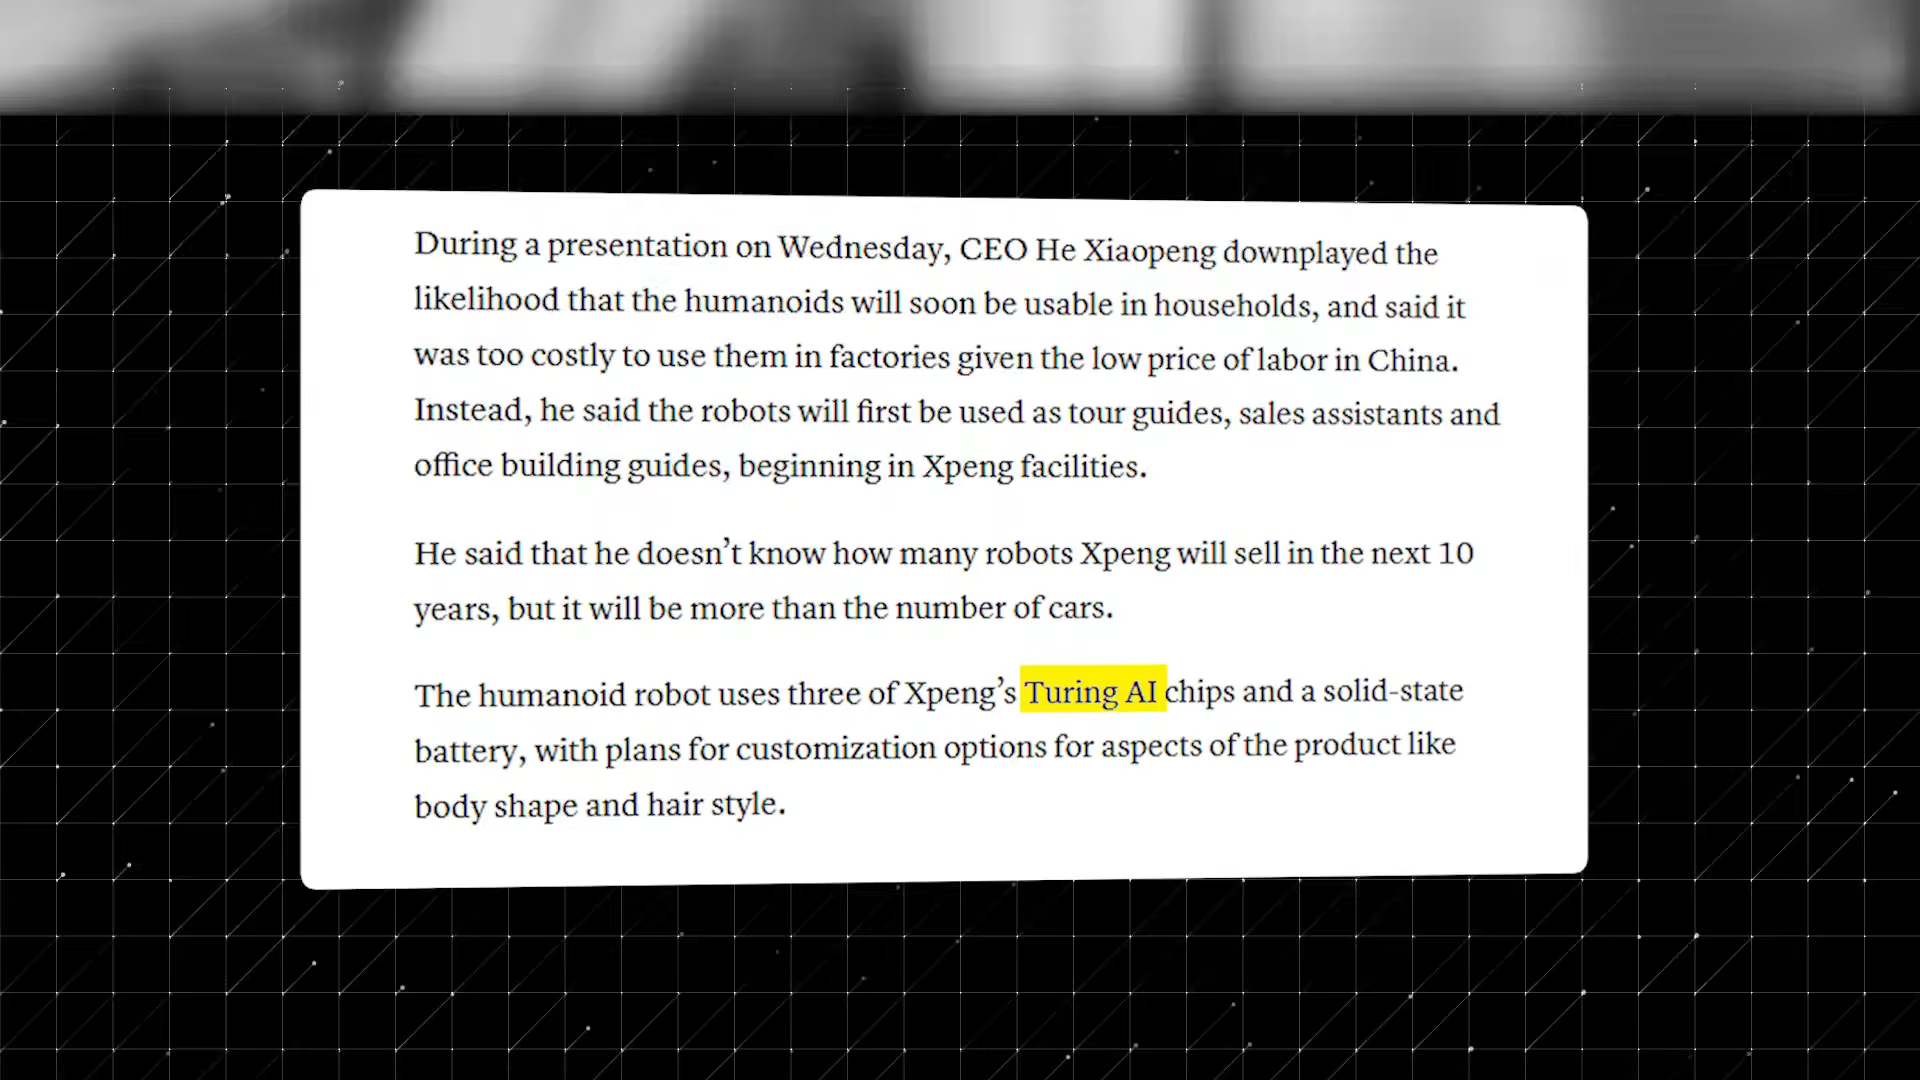 During a presentation on Wednesday, CEO He Xiaopeng downplayed the
likelihood that the humanoids will soon be usable in households, and said it
was too costly to use them in factories given the low price of labor in China.
Instead, he said the robots will first be used as tour guides, sales assistants and
office building guides, beginning in Xpeng facilities.
He said that he doesn’t know how many robots Xpeng will sell in the next 10
years, but it will be more than the number of cars.
The humanoid robot uses three of Xpeng’s Turing AI chips and a solid-state
battery, with plans for customization options for aspects of the product like
body shape and hair style.